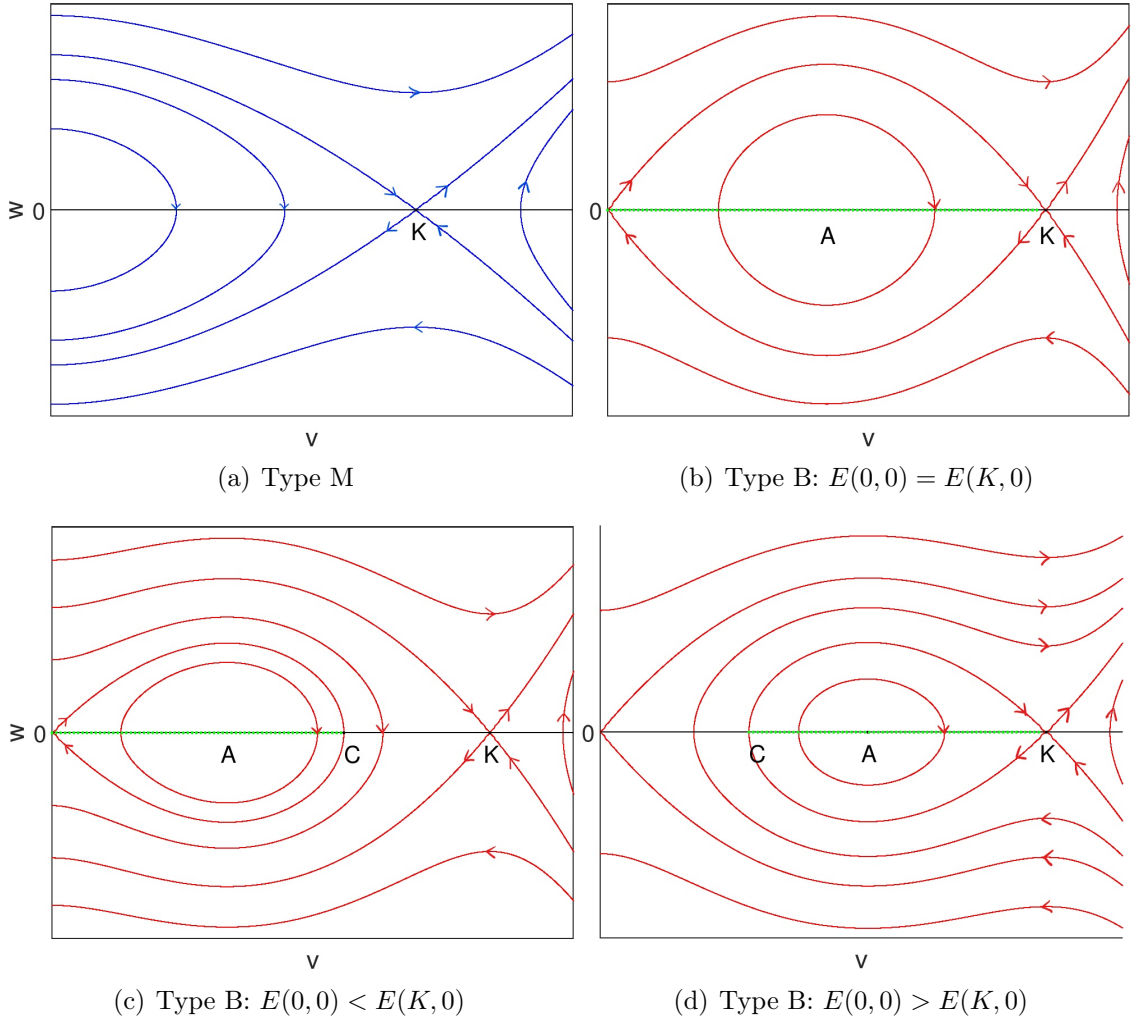 w 0
K
v
(a) Type M
0
A
K
v
(b) Type B: E(0, 0) = E(K, 0)
w 0
A
C
K
v
(c) Type B: E(0, 0) < E(K, 0)
0
C
A
K
v
(d) Type B: E(0, 0) > E(K, 0)